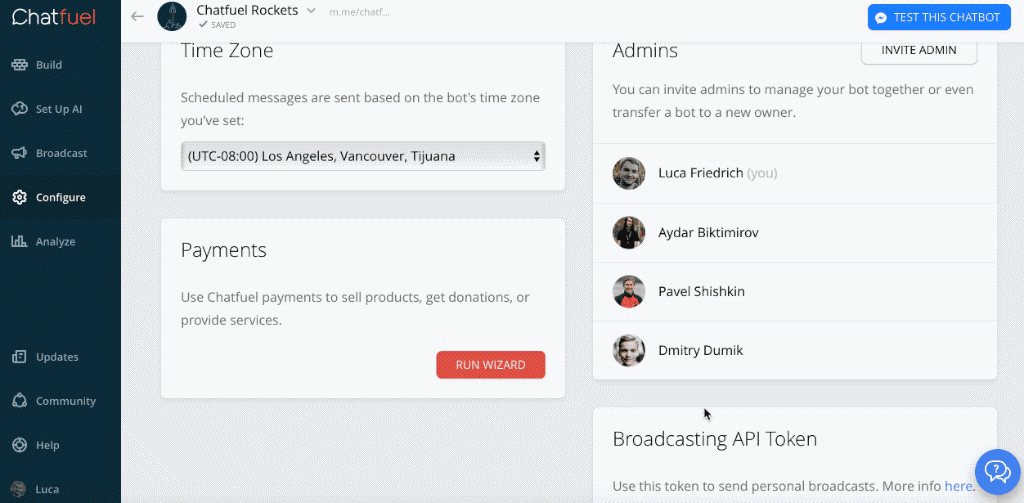 Chatfuel
Chatfuel Rockets
m.me/chatf...
SAVED
TEST THIS CHATBOT
Build
Set Up AI
Broadcast
Configure
Analyze
Updates
Community
Help
Luca
Time Zone
Scheduled messages are sent based on the bot's time zone
you've set:
(UTC-08:00) Los Angeles, Vancouver, Tijuana
Payments
Use Chatfuel payments to sell products, get donations, or
provide services.
RUN WIZARD
Admins
INVITE ADMIN
You can invite admins to manage your bot together or even
transfer a bot to a new owner.
Luca Friedrich (you)
Aydar Biktimirov
Pavel Shishkin
Dmitry Dumik
Broadcasting API Token
Use this token to send personal broadcasts. More info here.